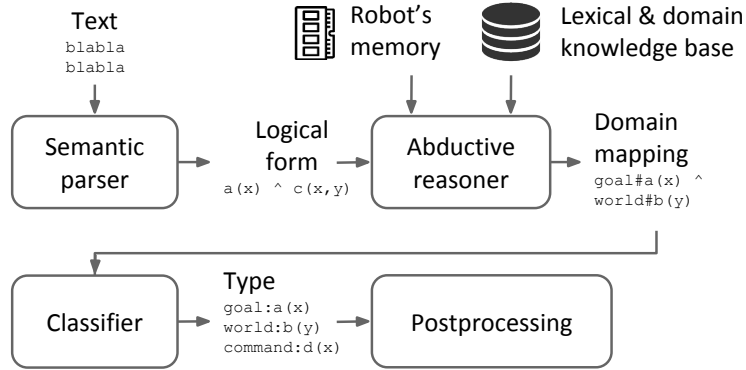 Text
blabla
blabla
Robot's
memory
Lexical & domain
knowledge base
Semantic
parser
Logical
form
a(x) ^ c(x,y)
Abductive
reasoner
Domain
mapping
goal#a(x) ^
world#b(y)
Classifier
Type
goal:a(x)
world:b(y)
command:d(x)
Postprocessing